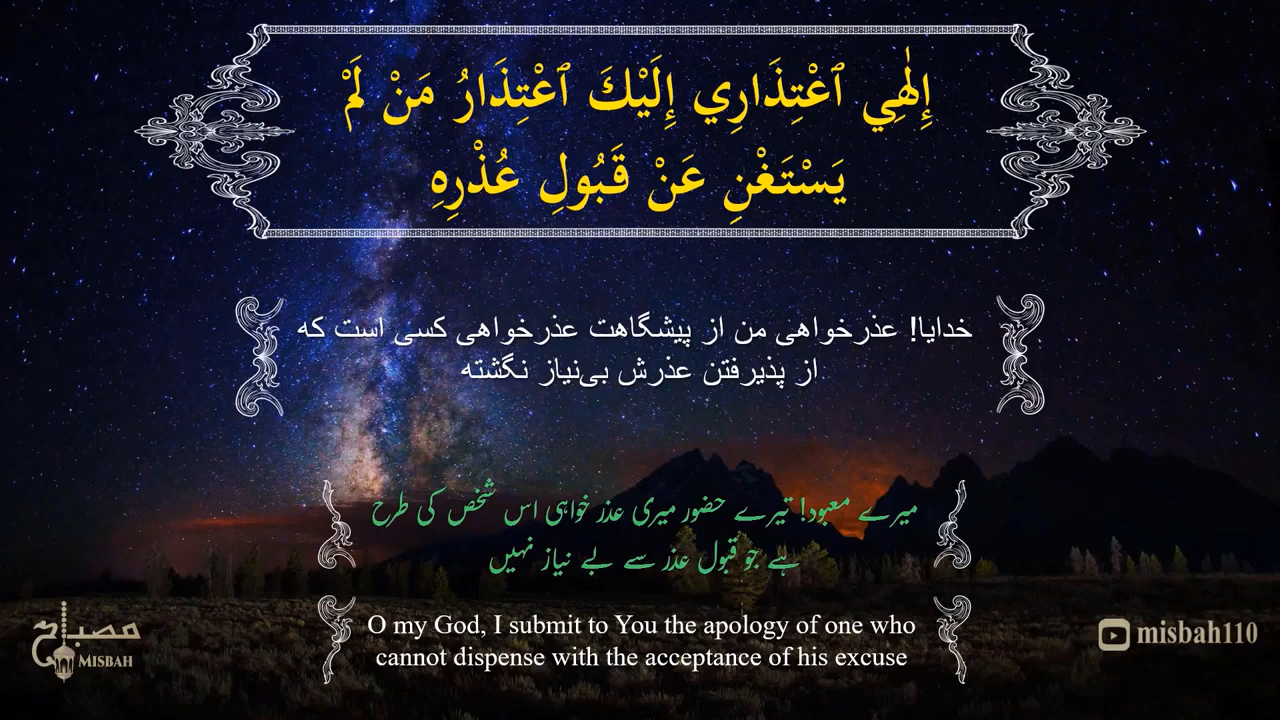 إِلٰهِي ٱعْتِذَارِي إِلَيْكَ ٱعْتِذَارُ مَنْ لَمْ
يَسْتَغْنِ عَنْ قَبُولِ عُذْرِهِ
خدایا! عذرخواهی من از پیشگاهت عذرخواهی کسی است که
از پذیرفتن عذرش بی‌نیاز نگشته
میرے معبود! تیرے حضور میری عذر خواہی اس شخص کی طرح
ہے جو قبول عذر سے بے نیاز نہیں
O my God, I submit to You the apology of one who
cannot dispense with the acceptance of his excuse
مصباح
MISBAH
misbah110